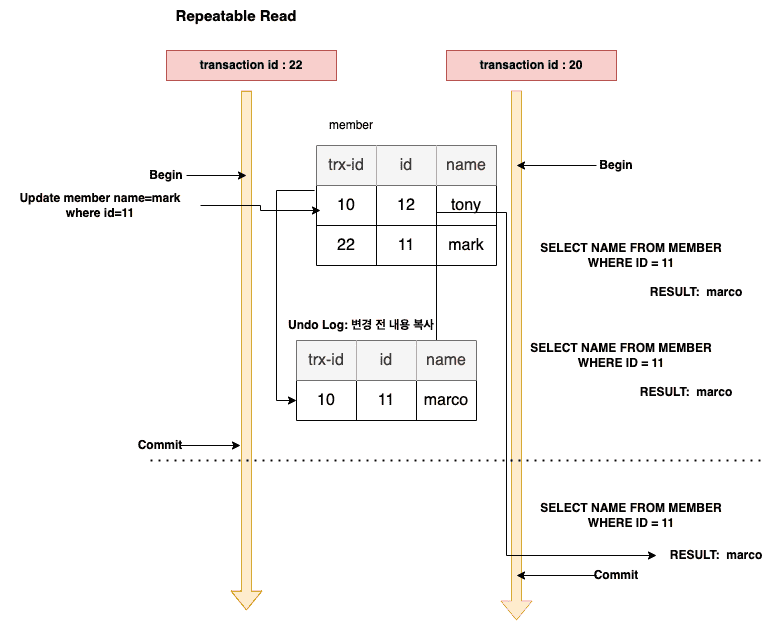 Repeatable Read
transaction id : 22
transaction id : 20
member
trx-id id name
10 12 tony
22 11 mark
Begin
Begin
Update member name=mark
where id=11
SELECT NAME FROM MEMBER
WHERE ID = 11
RESULT:  marco
Undo Log: 변경 전 내용 복사
trx-id id name
10 11 marco
SELECT NAME FROM MEMBER
WHERE ID = 11
RESULT:  marco
Commit
SELECT NAME FROM MEMBER
WHERE ID = 11
RESULT:  marco
Commit